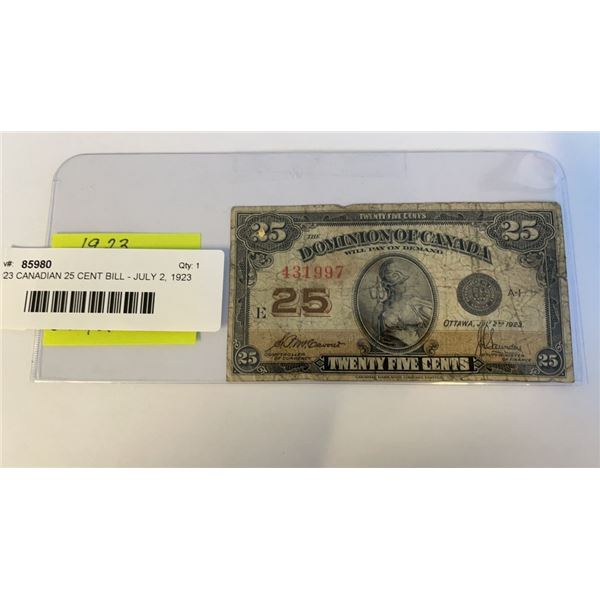 1923
v#: 85980 Qty: 1
23 CANADIAN 25 CENT BILL - JULY 2, 1923
TWENTY FIVE CENTS
25 25
THE DOMINION OF CANADA
WILL PAY ON DEMAND
431997
25
E
A-1
OTTAWA, JULY 2ND 1923.
COMPTROLLER OF CURRENCY
DEPUTY MINISTER OF FINANCE
25 TWENTY FIVE CENTS 25